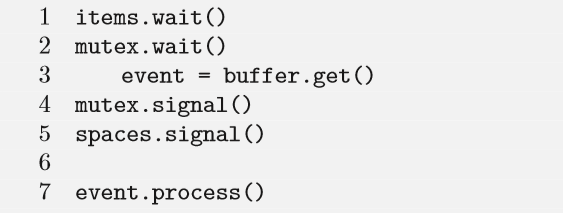 1 items.wait()
2 mutex.wait()
3     event = buffer.get()
4 mutex.signal()
5 spaces.signal()
6
7 event.process()